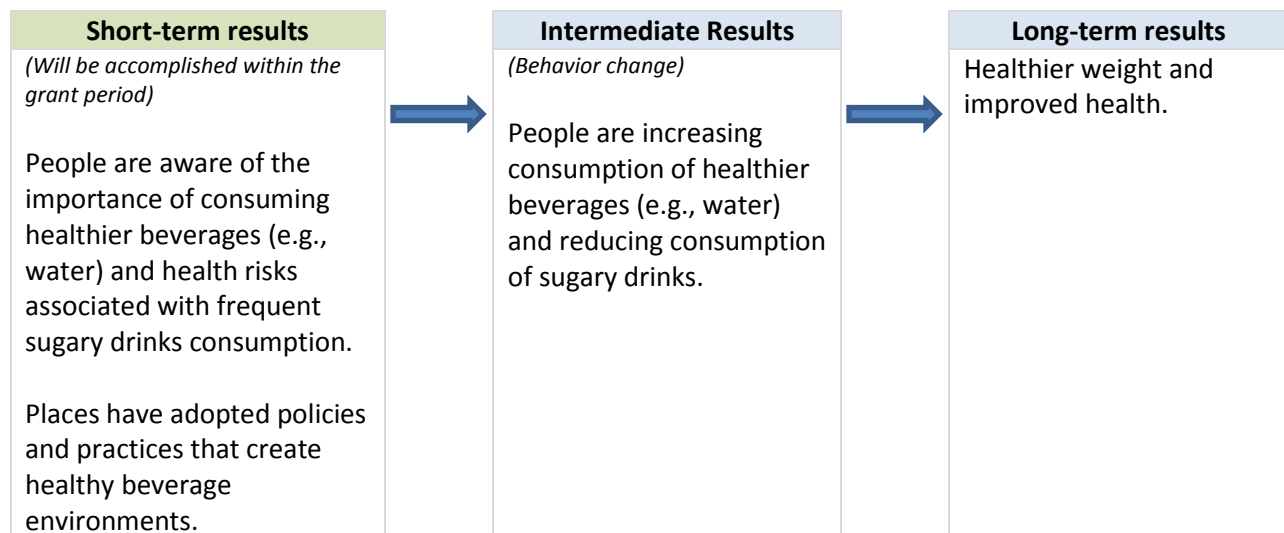 Short-term results
(Will be accomplished within the
grant period)
People are aware of the
importance of consuming
healthier beverages (e.g.,
water) and health risks
associated with frequent
sugary drinks consumption.
Places have adopted policies
and practices that create
healthy beverage
environments.
Intermediate Results
(Behavior change)
People are increasing
consumption of healthier
beverages (e.g., water)
and reducing consumption
of sugary drinks.
Long-term results
Healthier weight and
improved health.